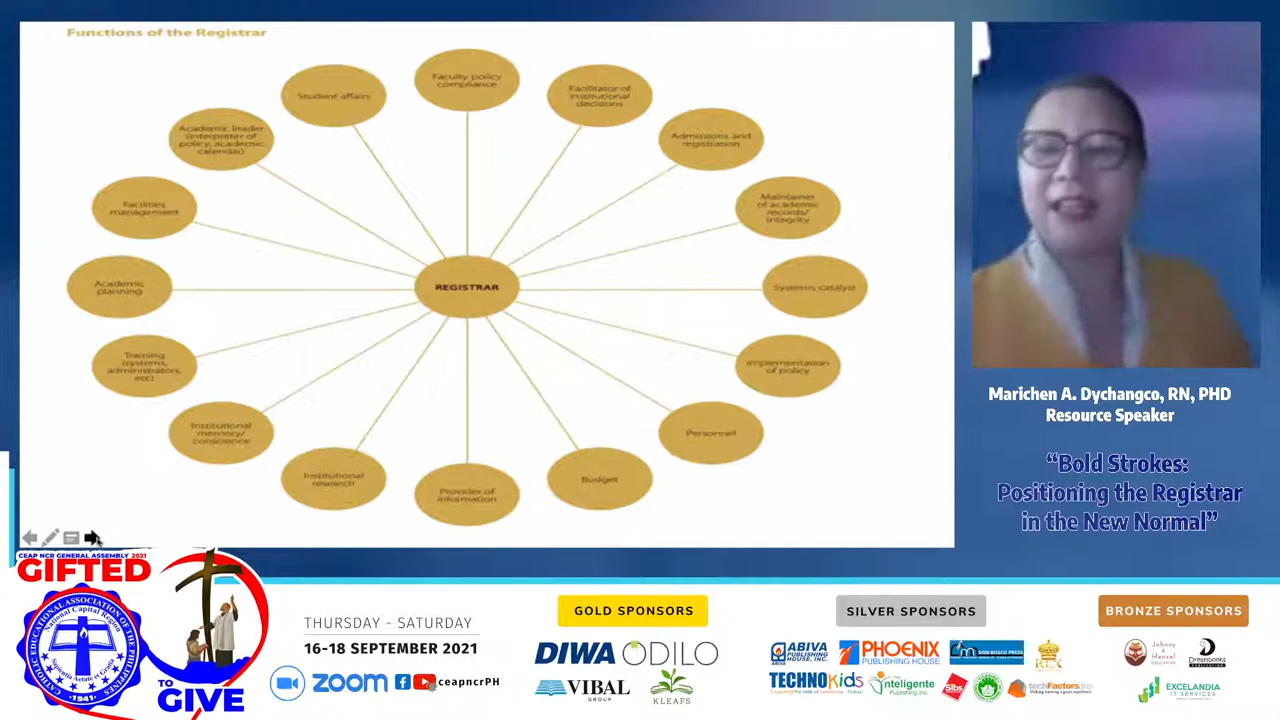 Functions of the Registrar
Faculty policy
compliance
Student affairs
Facilitator of
institutional
decisions
Academic leader
(interpreter of
policy, academic
calendar)
Admissions and
registration
Facilities
management
Maintainer
of academic
records/
integrity
Academic
planning
REGISTRAR
Systems catalyst
Training
(systems,
administrators,
etc)
Implementation
of policy
Institutional
memory/
conscience
Personnel
Institutional
research
Provider of
information
Budget
Marichen A. Dychangco, RN, PHD
Resource Speaker
“Bold Strokes:
Positioning the Registrar
in the New Normal”
CEAP NCR GENERAL ASSEMBLY 2021
GIFTED
TO
GIVE
CATHOLIC EDUCATIONAL ASSOCIATION OF THE PHILIPPINES
National Capital Region
1941
THURSDAY - SATURDAY
16-18 SEPTEMBER 2021
zoom
ceapncrPH
GOLD SPONSORS
DIWA
ODILO
VIBAL
GROUP
KLEAFS
SILVER SPONSORS
ABIVA
PUBLISHING
HOUSE, INC.
PHOENIX
PUBLISHING HOUSE
DON BOSCO PRESS
REX
TECHNOKids
Inteligente
Publishing, Inc.
Sibs
techFactors Inc
BRONZE SPONSORS
Johnny
& Hansel
Dreambooks
EXCELANDIA
IT SERVICES